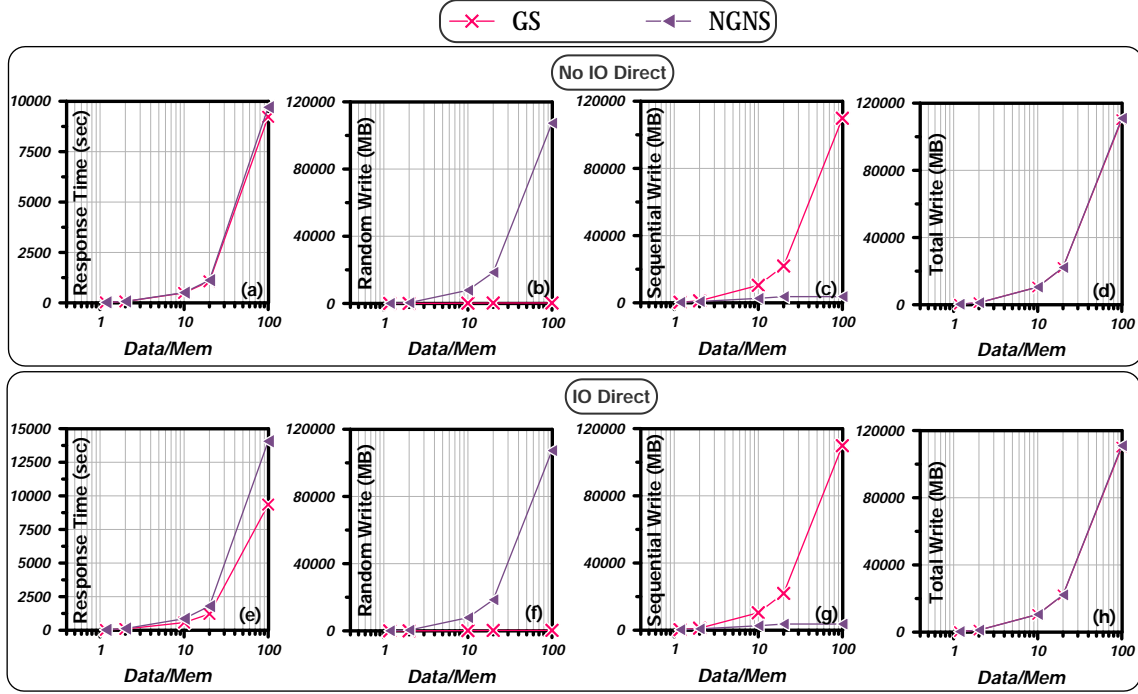 GS NGNS
No IO Direct
Response Time (sec)
10000
7500
5000
2500
0
1 10 100
Data/Mem
(a)
Random Write (MB)
120000
80000
40000
0
1 10 100
Data/Mem
(b)
Sequential Write (MB)
120000
80000
40000
0
1 10 100
Data/Mem
(c)
Total Write (MB)
120000
80000
40000
0
1 10 100
Data/Mem
(d)
IO Direct
Response Time (sec)
15000
12500
10000
7500
5000
2500
0
1 10 100
Data/Mem
(e)
Random Write (MB)
120000
80000
40000
0
1 10 100
Data/Mem
(f)
Sequential Write (MB)
120000
80000
40000
0
1 10 100
Data/Mem
(g)
Total Write (MB)
120000
80000
40000
0
1 10 100
Data/Mem
(h)